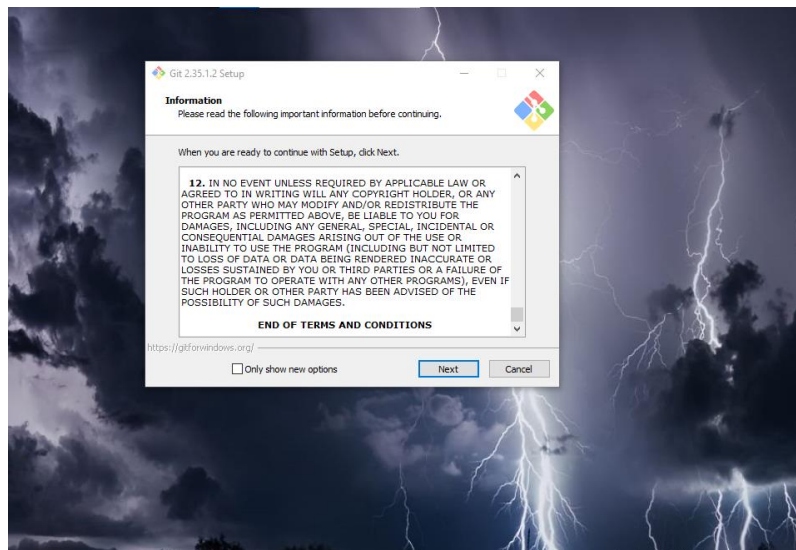 Git 2.35.1.2 Setup
Information
Please read the following important information before continuing.
When you are ready to continue with Setup, click Next.
12. IN NO EVENT UNLESS REQUIRED BY APPLICABLE LAW OR
AGREED TO IN WRITING WILL ANY COPYRIGHT HOLDER, OR ANY
OTHER PARTY WHO MAY MODIFY AND/OR REDISTRIBUTE THE
PROGRAM AS PERMITTED ABOVE, BE LIABLE TO YOU FOR
DAMAGES, INCLUDING ANY GENERAL, SPECIAL, INCIDENTAL OR
CONSEQUENTIAL DAMAGES ARISING OUT OF THE USE OR
INABILITY TO USE THE PROGRAM (INCLUDING BUT NOT LIMITED
TO LOSS OF DATA OR DATA BEING RENDERED INACCURATE OR
LOSSES SUSTAINED BY YOU OR THIRD PARTIES OR A FAILURE OF
THE PROGRAM TO OPERATE WITH ANY OTHER PROGRAMS), EVEN IF
SUCH HOLDER OR OTHER PARTY HAS BEEN ADVISED OF THE
POSSIBILITY OF SUCH DAMAGES.
END OF TERMS AND CONDITIONS
https://gitforwindows.org/
Only show new options
Next
Cancel